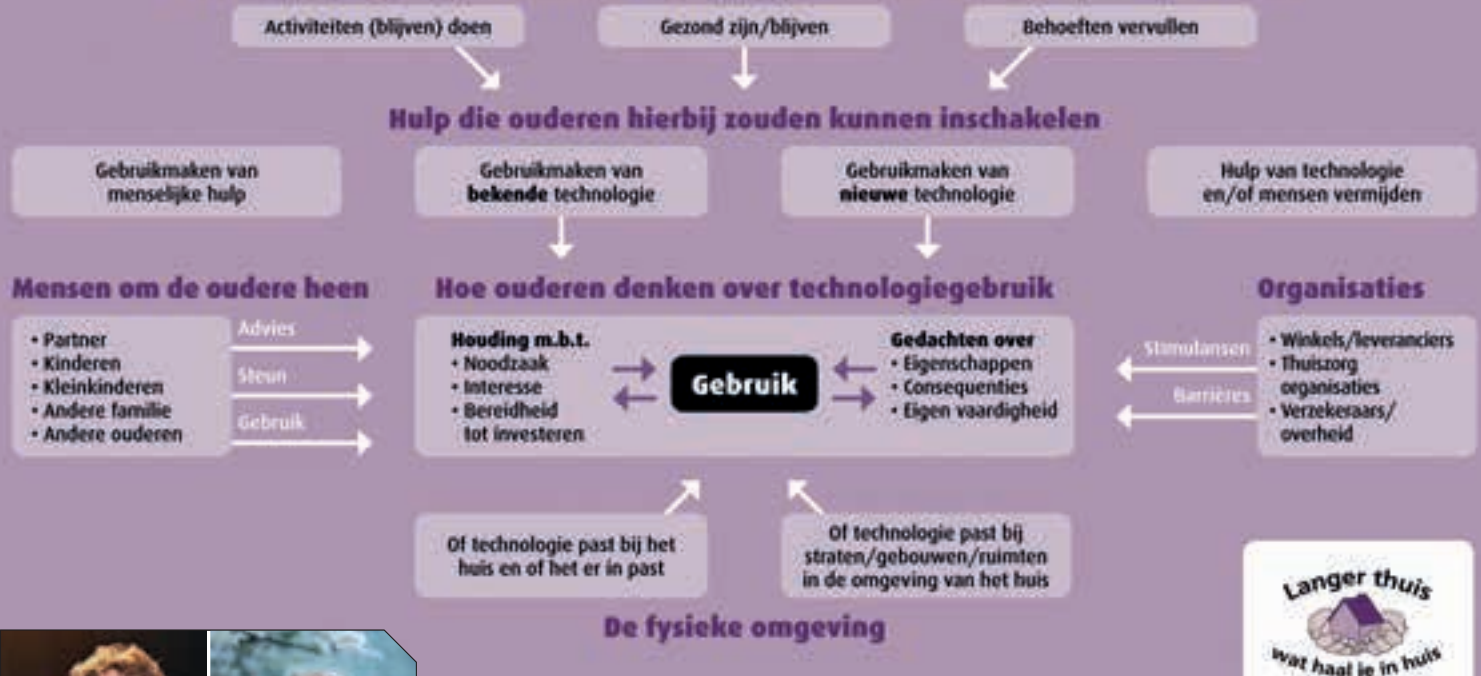 Activiteiten (blijven) doen
Gezond zijn/blijven
Behoeften vervullen
Hulp die ouderen hierbij zouden kunnen inschakelen
Gebruikmaken van
menselijke hulp
Gebruikmaken van
bekende technologie
Gebruikmaken van
nieuwe technologie
Hulp van technologie
en/of mensen vermijden
Mensen om de oudere heen
• Partner
• Kinderen
• Kleinkinderen
• Andere familie
• Andere ouderen
Advies
Steun
Gebruik
Hoe ouderen denken over technologiegebruik
Houding m.b.t.
• Noodzaak
• Interesse
• Bereidheid
tot investeren
Gebruik
Gedachten over
• Eigenschappen
• Consequenties
• Eigen vaardigheid
Organisaties
Stimulansen
Barrières
• Winkels/leveranciers
• Thuiszorg
organisaties
• Verzekeraars/
overheid
Of technologie past bij het
huis en of het er in past
Of technologie past bij
straten/gebouwen/ruimten
in de omgeving van het huis
De fysieke omgeving
Langer thuis
wat haal je in huis